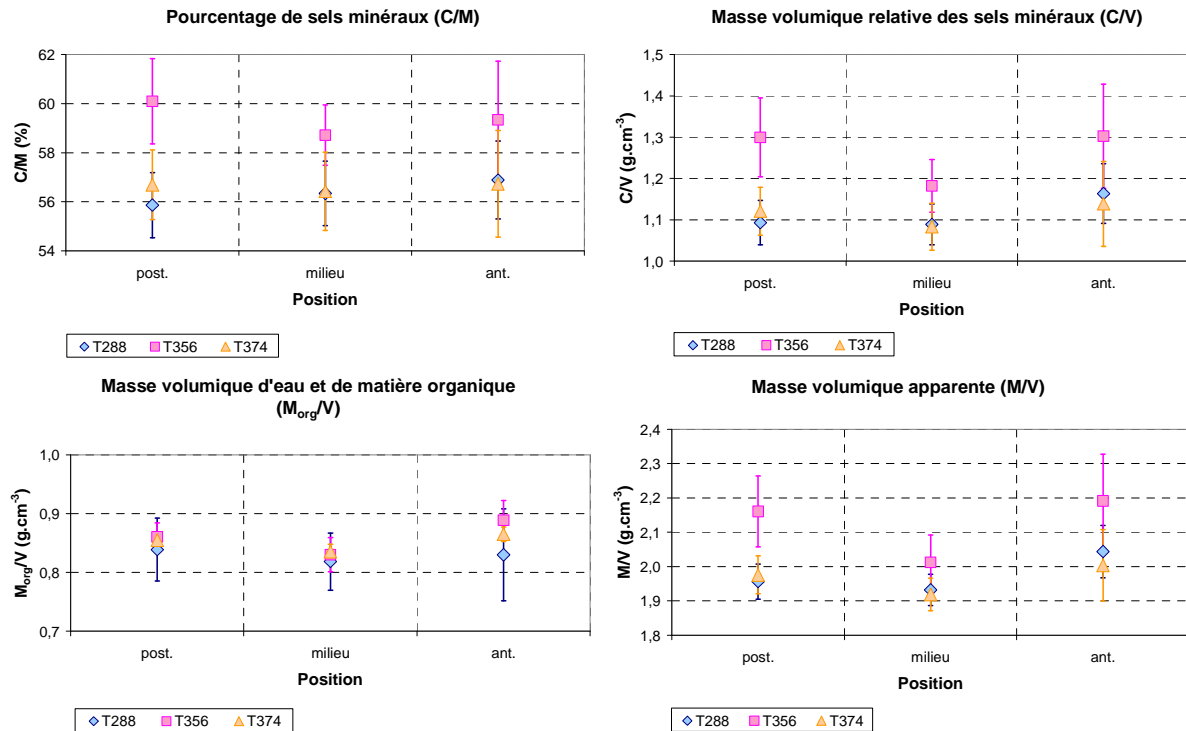 Pourcentage de sels minéraux (C/M)
62
60
58
56
54
C/M (%)
post.
milieu
ant.
Position
T288
T356
T374
Masse volumique relative des sels minéraux (C/V)
1,5
1,4
1,3
1,2
1,1
1,0
C/V (g.cm⁻³)
post.
milieu
ant.
Position
T288
T356
T374
Masse volumique d'eau et de matière organique
(M_org/V)
1,0
0,9
0,8
0,7
M_org/V (g.cm⁻³)
post.
milieu
ant.
Position
T288
T356
T374
Masse volumique apparente (M/V)
2,4
2,3
2,2
2,1
2,0
1,9
1,8
M/V (g.cm⁻³)
post.
milieu
ant.
Position
T288
T356
T374